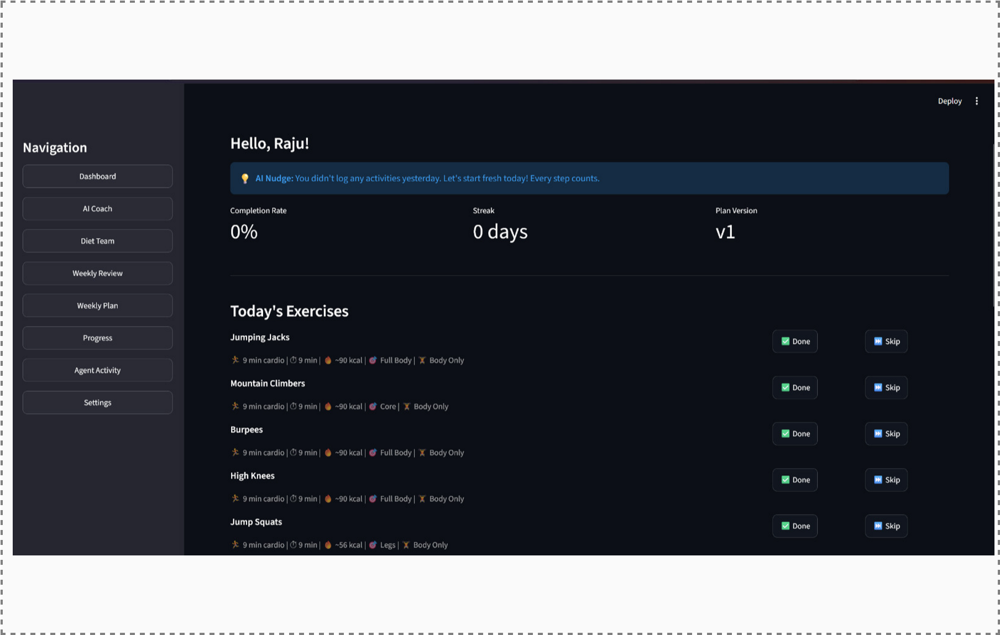 Deploy
Navigation
Dashboard
AI Coach
Diet Team
Weekly Review
Weekly Plan
Progress
Agent Activity
Settings
Hello, Raju!
💡 AI Nudge: You didn't log any activities yesterday. Let's start fresh today! Every step counts.
Completion Rate
0%
Streak
0 days
Plan Version
v1
Today's Exercises
Jumping Jacks
🏃 9 min cardio | ⏱ 9 min | 🔥 ~90 kcal | 🎯 Full Body | 🏋 Body Only
✅ Done
⏭ Skip
Mountain Climbers
🏃 9 min cardio | ⏱ 9 min | 🔥 ~90 kcal | 🎯 Core | 🏋 Body Only
✅ Done
⏭ Skip
Burpees
🏃 9 min cardio | ⏱ 9 min | 🔥 ~90 kcal | 🎯 Full Body | 🏋 Body Only
✅ Done
⏭ Skip
High Knees
🏃 9 min cardio | ⏱ 9 min | 🔥 ~90 kcal | 🎯 Full Body | 🏋 Body Only
✅ Done
⏭ Skip
Jump Squats
🏃 9 min cardio | ⏱ 9 min | 🔥 ~56 kcal | 🎯 Legs | 🏋 Body Only
✅ Done
⏭ Skip